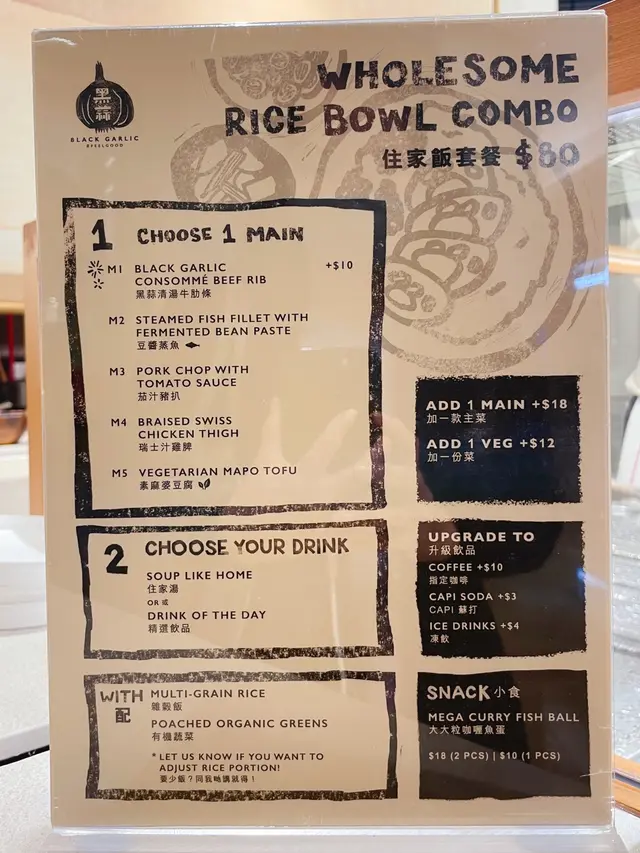 黑蒜
BLACK GARLIC
@FEELGOOD
WHOLESOME
RICE BOWL COMBO
住家飯套餐 $80
1 CHOOSE 1 MAIN
M1 BLACK GARLIC +$10
CONSOMMÉ BEEF RIB
黑蒜清湯牛肋條
M2 STEAMED FISH FILLET WITH
FERMENTED BEAN PASTE
豆醬蒸魚
M3 PORK CHOP WITH
TOMATO SAUCE
茄汁豬扒
M4 BRAISED SWISS
CHICKEN THIGH
瑞士汁雞髀
M5 VEGETARIAN MAPO TOFU
素麻婆豆腐
ADD 1 MAIN +$18
加一款主菜
ADD 1 VEG +$12
加一份菜
2 CHOOSE YOUR DRINK
SOUP LIKE HOME
住家湯
OR 或
DRINK OF THE DAY
精選飲品
UPGRADE TO
升級飲品
COFFEE +$10
指定咖啡
CAPI SODA +$3
CAPI 蘇打
ICE DRINKS +$4
凍飲
WITH
配
MULTI-GRAIN RICE
雜穀飯
POACHED ORGANIC GREENS
有機蔬菜
* LET US KNOW IF YOU WANT TO
ADJUST RICE PORTION!
要少飯？同我哋講就得！
SNACK 小食
MEGA CURRY FISH BALL
大大粒咖喱魚蛋
$18 (2 PCS) | $10 (1 PCS)